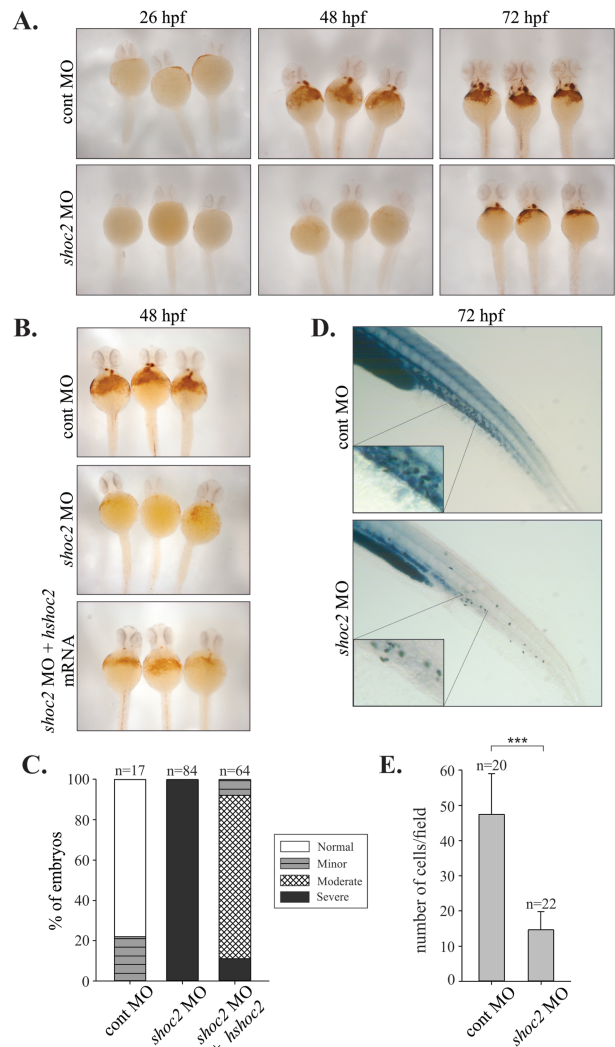 A.
26 hpf
48 hpf
72 hpf
cont MO
shoc2 MO
B.
48 hpf
cont MO
shoc2 MO
shoc2 MO + hshoc2
mRNA
D.
72 hpf
cont MO
shoc2 MO
C.
n=17
n=84
n=64
100
80
60
40
20
0
% of embryos
Normal
Minor
Moderate
Severe
cont MO
shoc2 MO
shoc2 MO
+ hshoc2
E.
***
n=20
n=22
60
50
40
30
20
10
0
number of cells/field
cont MO
shoc2 MO